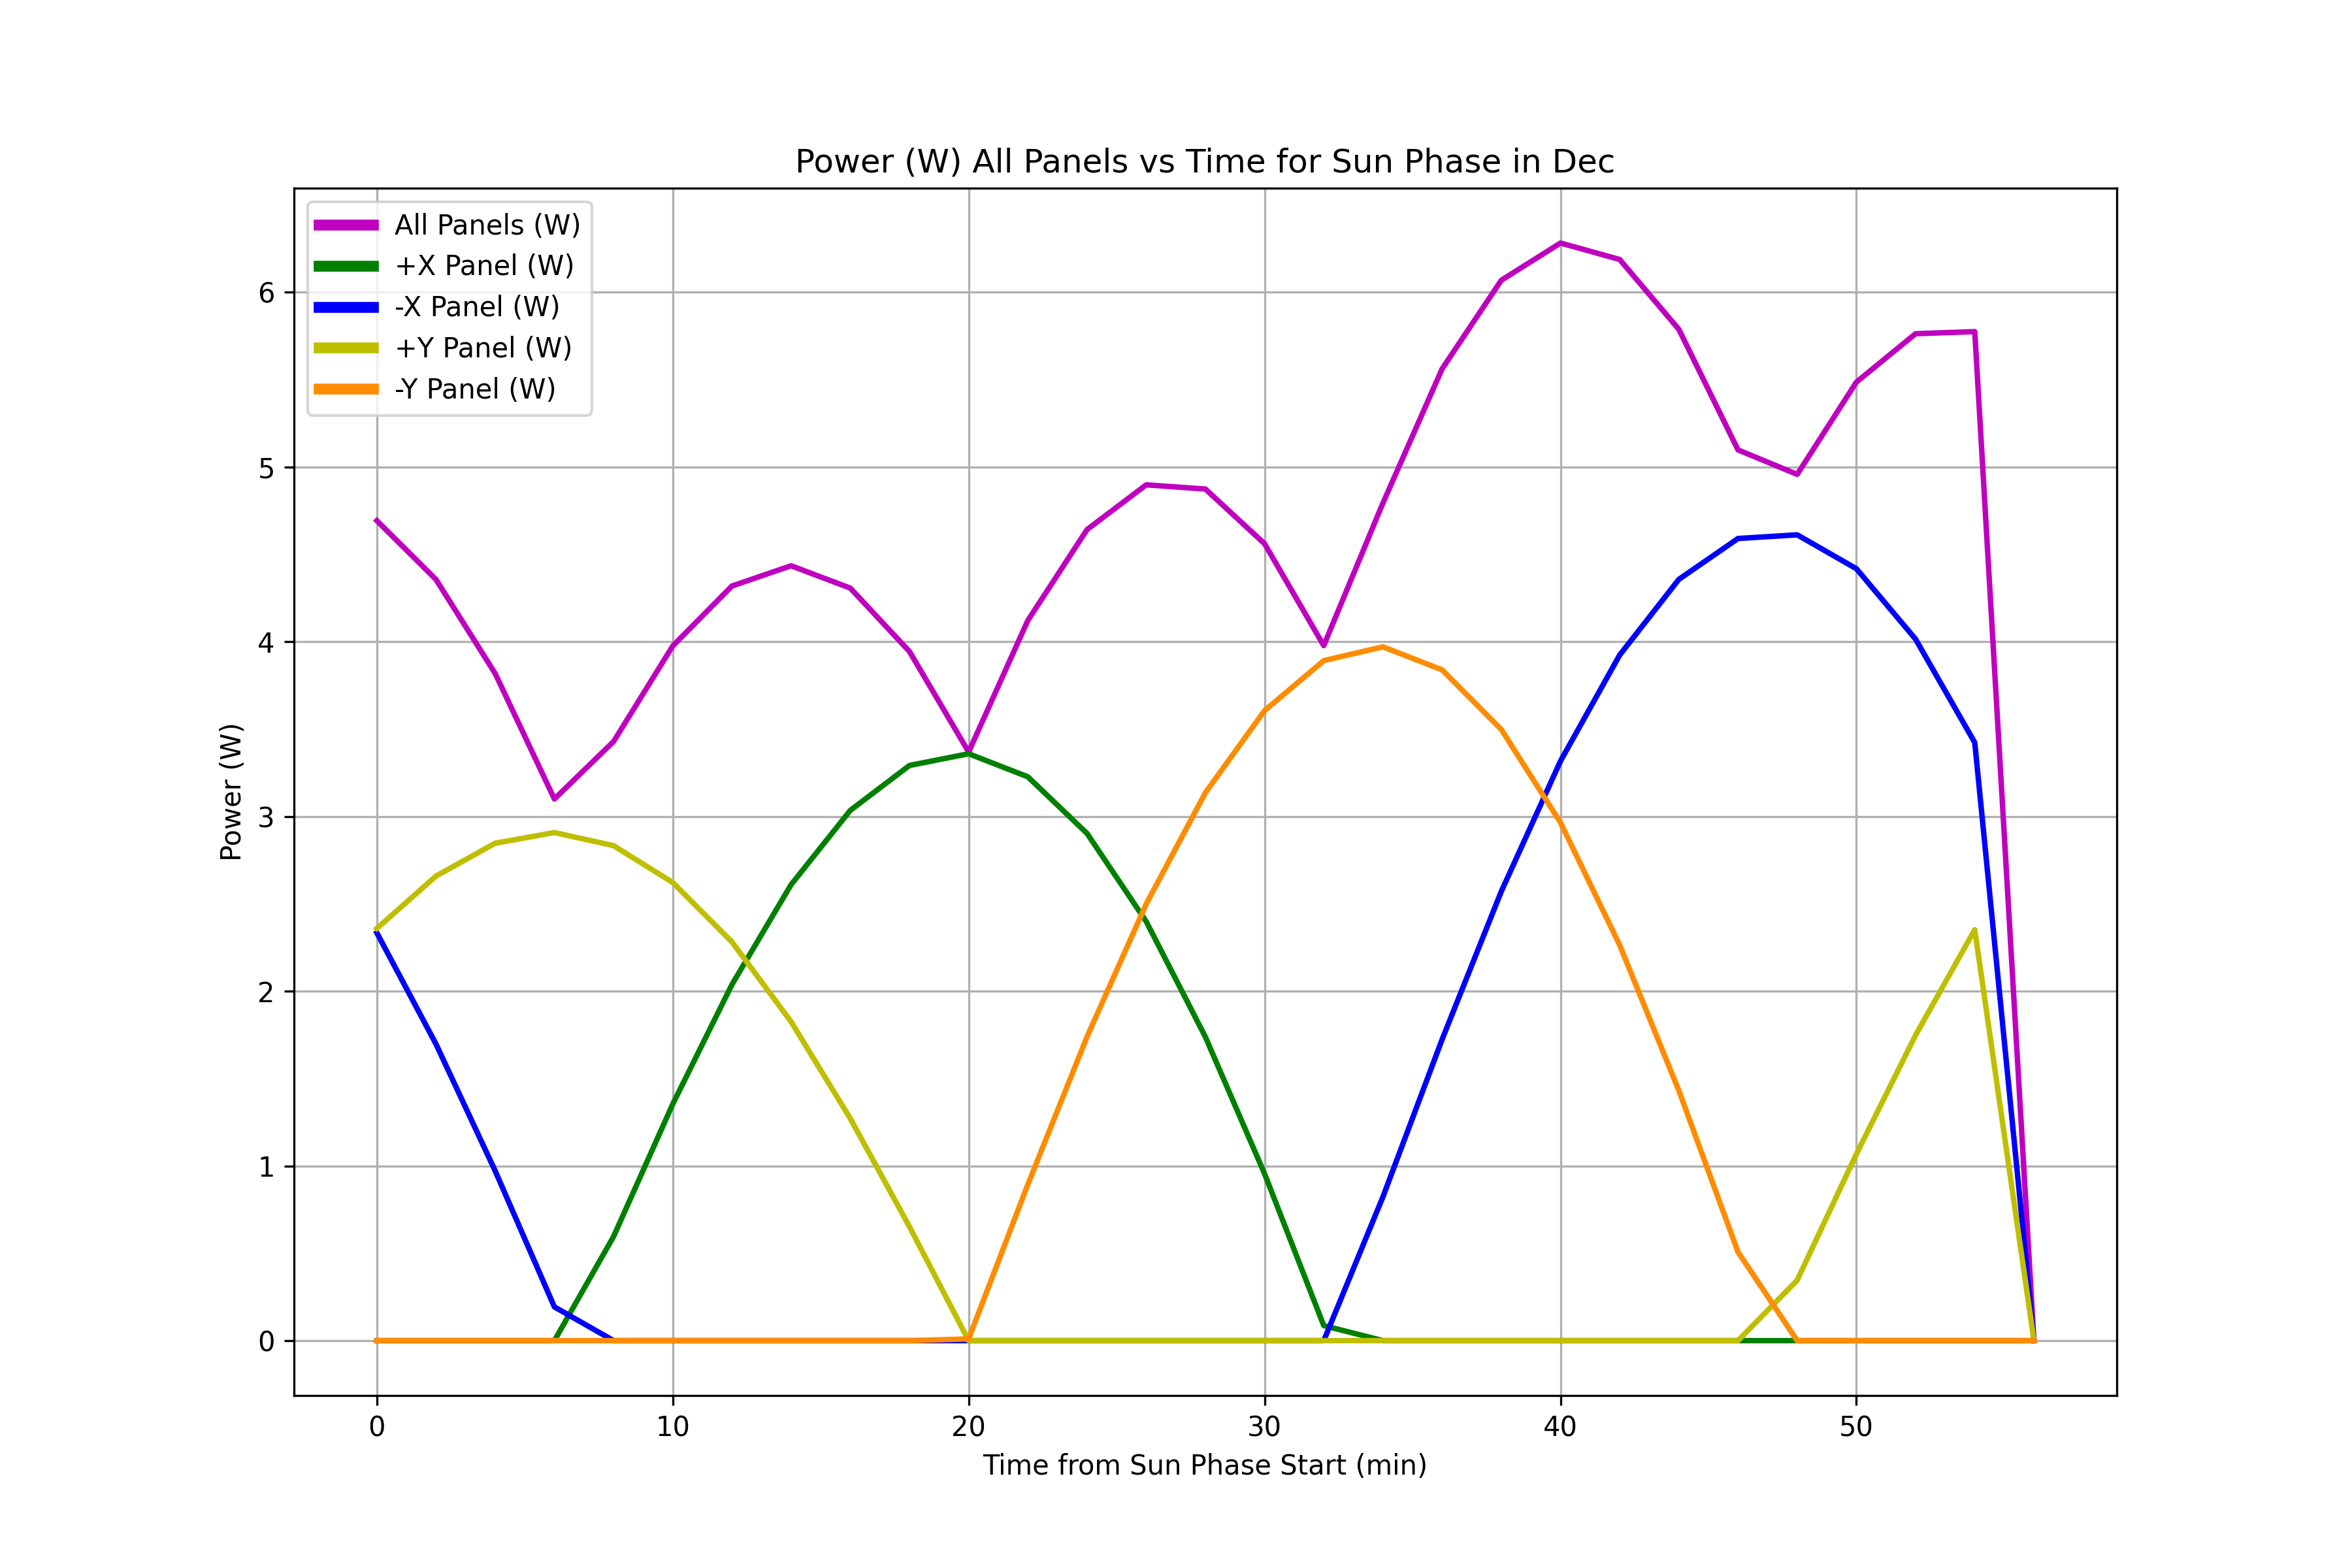 Power (W) All Panels vs Time for Sun Phase in Dec
All Panels (W)
+X Panel (W)
-X Panel (W)
+Y Panel (W)
-Y Panel (W)
6
5
4
3
2
1
0
Power (W)
0 10 20 30 40 50
Time from Sun Phase Start (min)